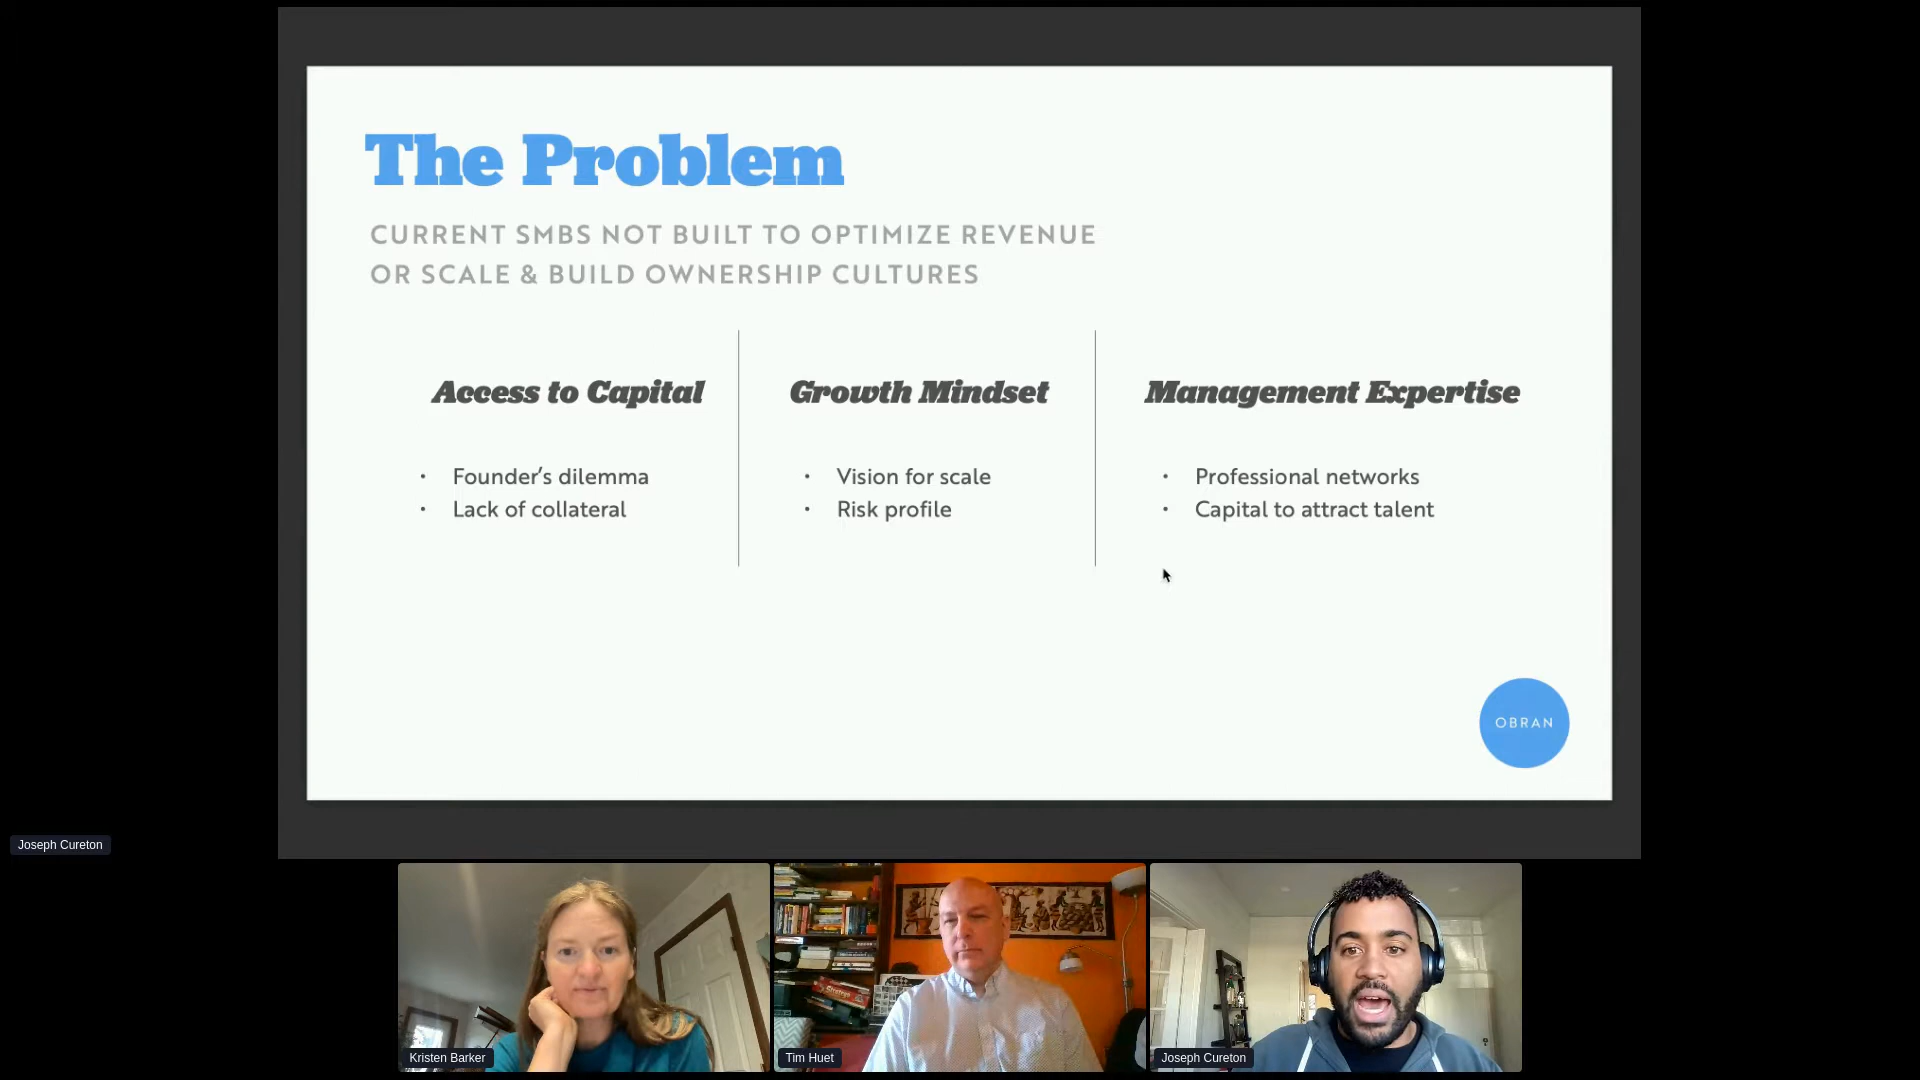 The Problem
CURRENT SMBS NOT BUILT TO OPTIMIZE REVENUE
OR SCALE & BUILD OWNERSHIP CULTURES
Access to Capital
• Founder’s dilemma
• Lack of collateral
Growth Mindset
• Vision for scale
• Risk profile
Management Expertise
• Professional networks
• Capital to attract talent
OBRAN
Joseph Cureton
Kristen Barker
Tim Huet
Joseph Cureton